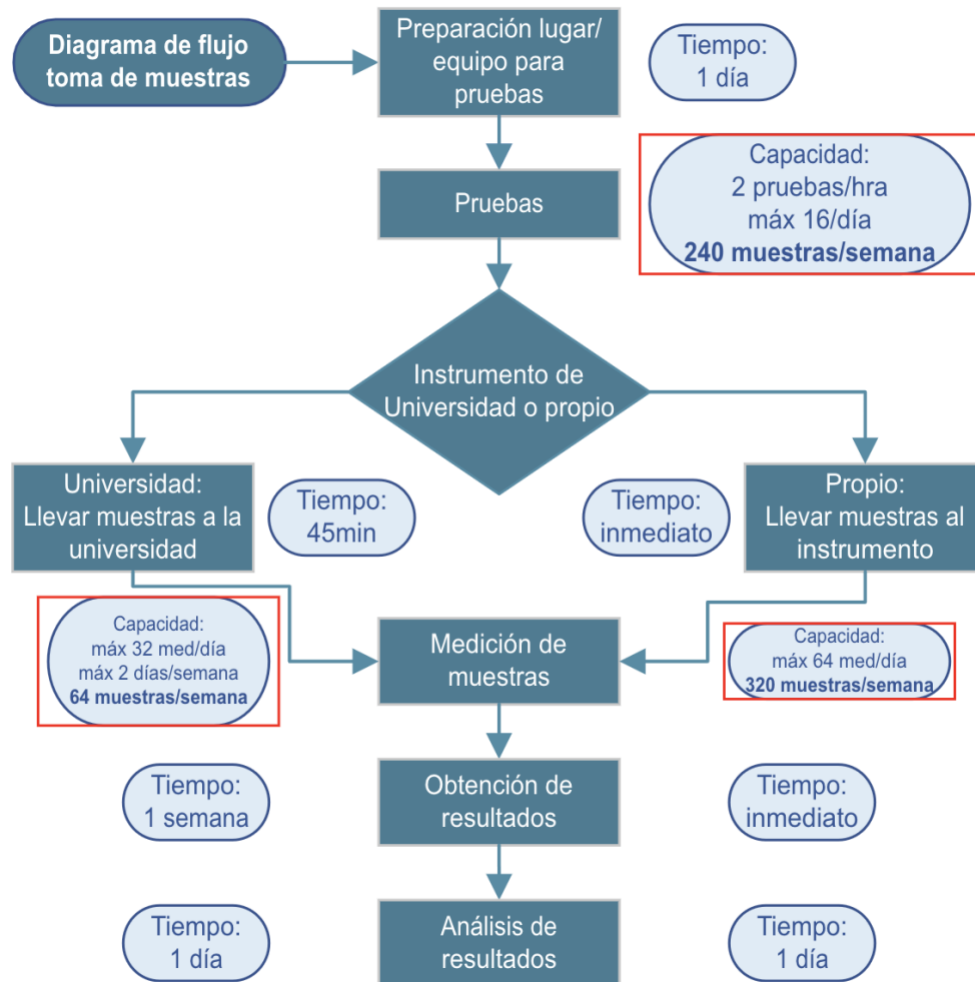 Diagrama de flujo
toma de muestras
Preparación lugar/
equipo para
pruebas
Tiempo:
1 día
Pruebas
Capacidad:
2 pruebas/hra
máx 16/día
240 muestras/semana
Instrumento de
Universidad o propio
Universidad:
Llevar muestras a la
universidad
Tiempo:
45min
Tiempo:
inmediato
Propio:
Llevar muestras al
instrumento
Capacidad:
máx 32 med/día
máx 2 días/semana
64 muestras/semana
Medición de
muestras
Capacidad:
máx 64 med/día
320 muestras/semana
Tiempo:
1 semana
Obtención de
resultados
Tiempo:
inmediato
Tiempo:
1 día
Análisis de
resultados
Tiempo:
1 día